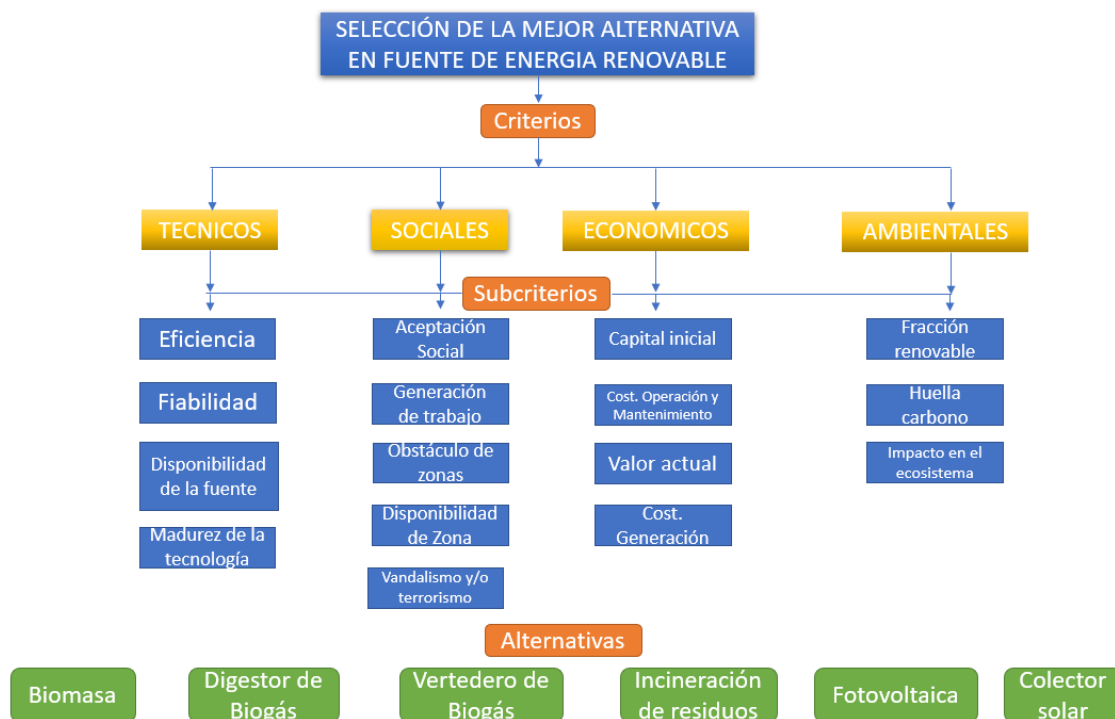 SELECCIÓN DE LA MEJOR ALTERNATIVA
EN FUENTE DE ENERGIA RENOVABLE
Criterios
TECNICOS
SOCIALES
ECONOMICOS
AMBIENTALES
Subcriterios
Eficiencia
Fiabilidad
Disponibilidad
de la fuente
Madurez de la
tecnología
Aceptación
Social
Generación
de trabajo
Obstáculo de
zonas
Disponibilidad
de Zona
Vandalismo y/o
terrorismo
Capital inicial
Cost. Operación y
Mantenimiento
Valor actual
Cost.
Generación
Fracción
renovable
Huella
carbono
Impacto en el
ecosistema
Alternativas
Biomasa
Digestor de
Biogás
Vertedero de
Biogás
Incineración
de residuos
Fotovoltaica
Colector
solar